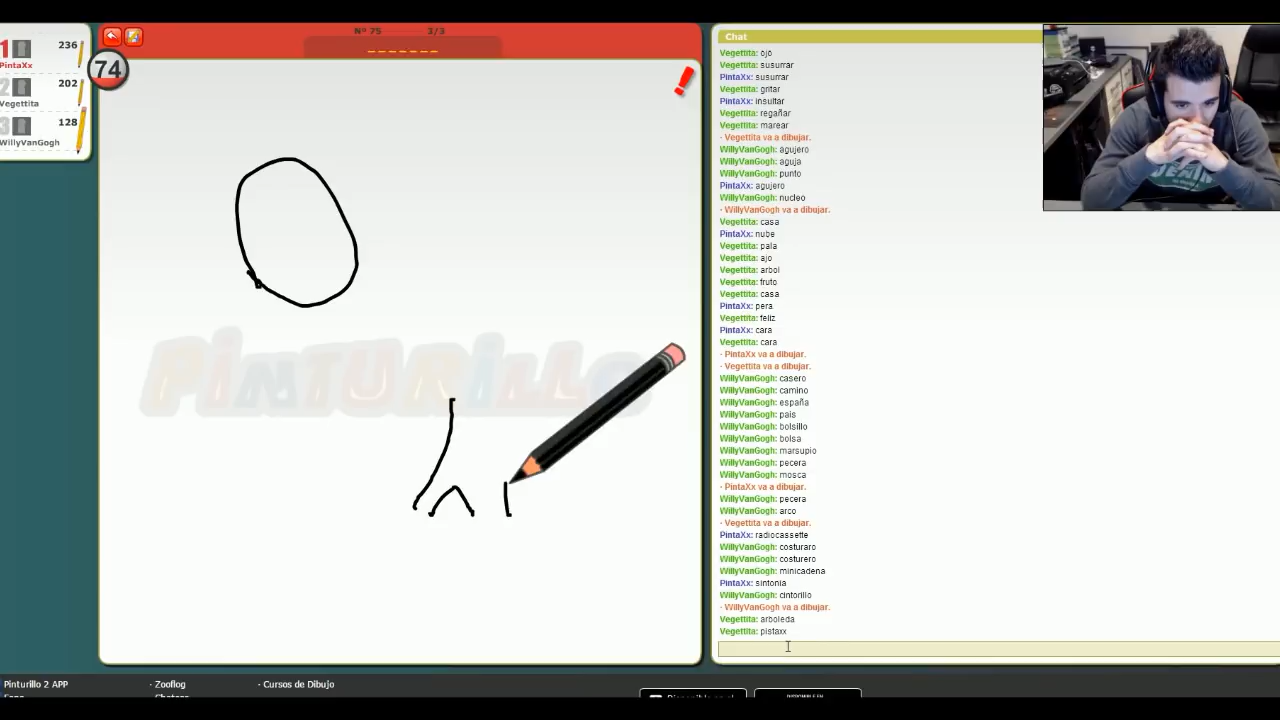 Nº 75 3/3
_ _ _ _ _ _ _
1 236
PintaXx
2 202
Vegettita
3 128
WillyVanGogh
74
PINTURILLO
Chat
Vegettita: ojo
Vegettita: susurrar
PintaXx: susurrar
Vegettita: gritar
PintaXx: insultar
Vegettita: regañar
Vegettita: marear
· Vegettita va a dibujar.
WillyVanGogh: agujero
WillyVanGogh: aguja
WillyVanGogh: punto
PintaXx: agujero
WillyVanGogh: nucleo
· WillyVanGogh va a dibujar.
Vegettita: casa
PintaXx: nube
Vegettita: pala
Vegettita: ajo
Vegettita: arbol
Vegettita: fruto
Vegettita: casa
PintaXx: pera
Vegettita: feliz
PintaXx: cara
Vegettita: cara
· PintaXx va a dibujar.
· Vegettita va a dibujar.
WillyVanGogh: casero
WillyVanGogh: camino
WillyVanGogh: españa
WillyVanGogh: pais
WillyVanGogh: bolsillo
WillyVanGogh: bolsa
WillyVanGogh: marsupio
WillyVanGogh: pecera
WillyVanGogh: mosca
· PintaXx va a dibujar.
WillyVanGogh: pecera
WillyVanGogh: arco
· Vegettita va a dibujar.
PintaXx: radiocassette
WillyVanGogh: costuraro
WillyVanGogh: costurero
WillyVanGogh: minicadena
PintaXx: sintonia
WillyVanGogh: cintorillo
· WillyVanGogh va a dibujar.
Vegettita: arboleda
Vegettita: pistaxx
Pinturillo 2 APP · Zooflog · Cursos de Dibujo